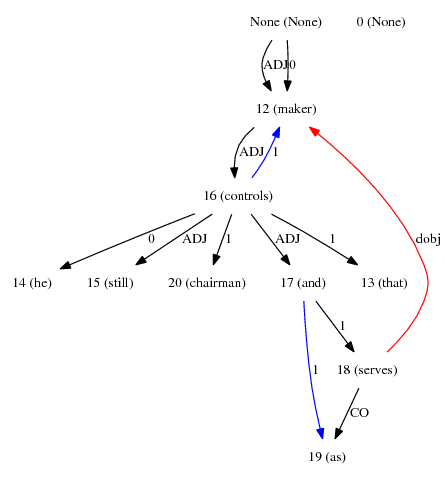 None (None) 0 (None)
ADJ 0
12 (maker)
ADJ 1
16 (controls)
dobj
0 ADJ 1 ADJ 1
14 (he) 15 (still) 20 (chairman) 17 (and) 13 (that)
1
1 18 (serves)
CO
19 (as)